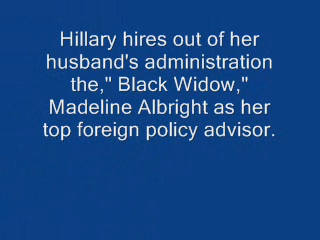 Hillary hires out of her
husband's administration
the," Black Widow,"
Madeline Albright as her
top foreign policy advisor.